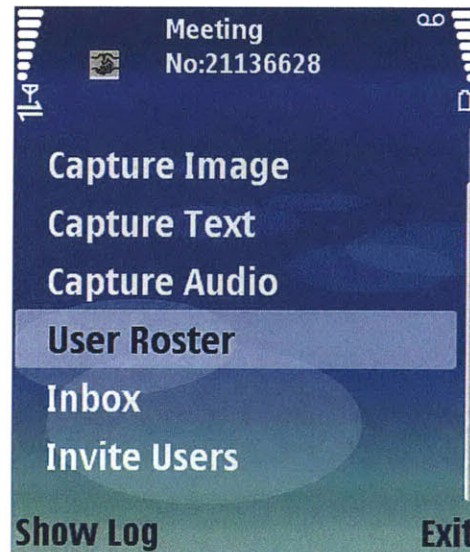 Meeting
No:21136628
Capture Image
Capture Text
Capture Audio
User Roster
Inbox
Invite Users
Show Log
Exit